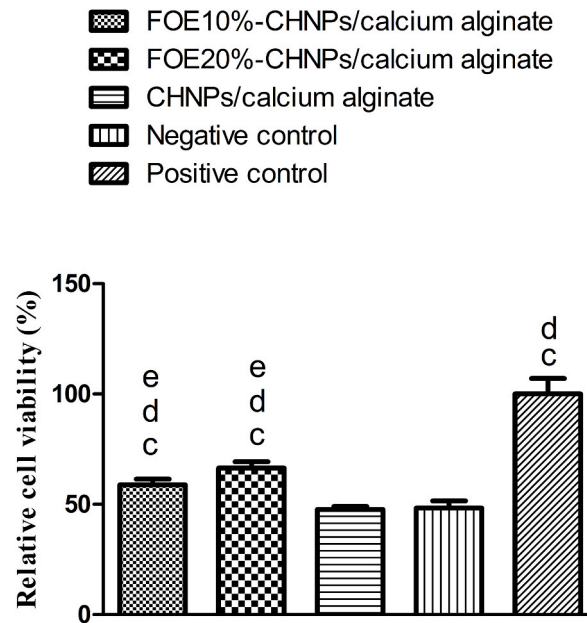 FOE10%-CHNPs/calcium alginate
FOE20%-CHNPs/calcium alginate
CHNPs/calcium alginate
Negative control
Positive control
Relative cell viability (%)
150
100
50
0
e
d
c
e
d
c
d
c